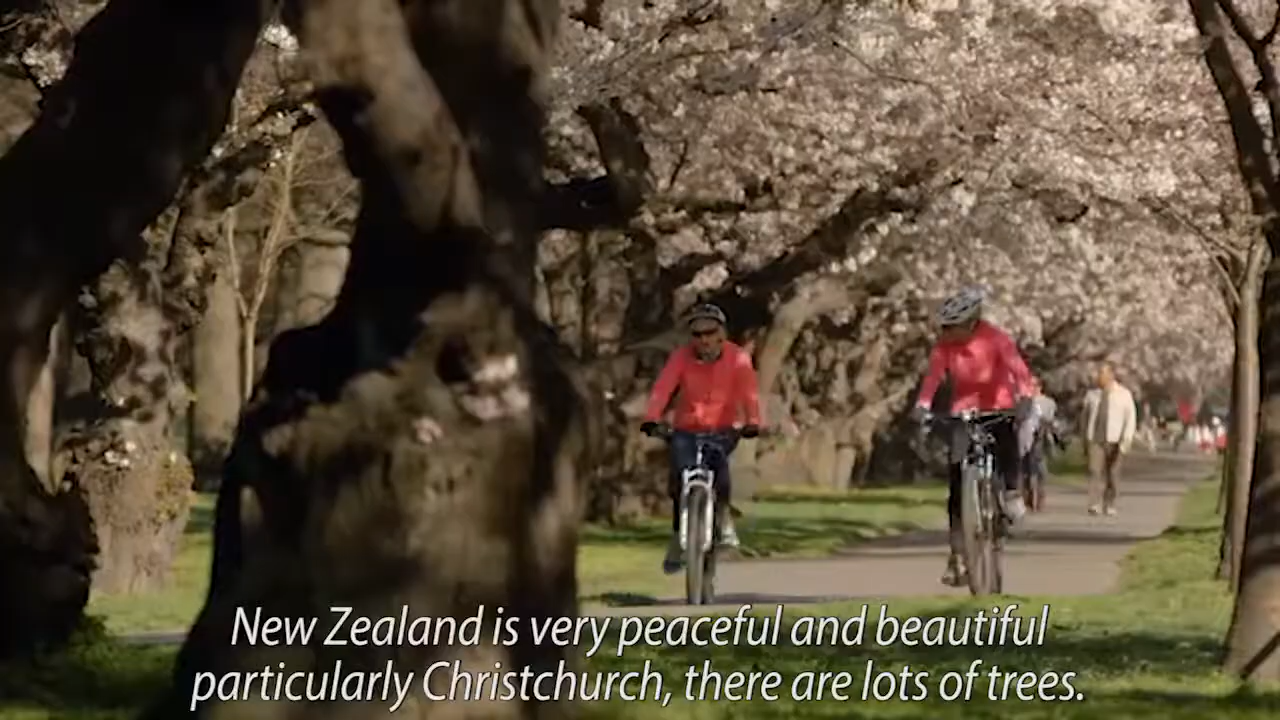 New Zealand is very peaceful and beautiful
particularly Christchurch, there are lots of trees.